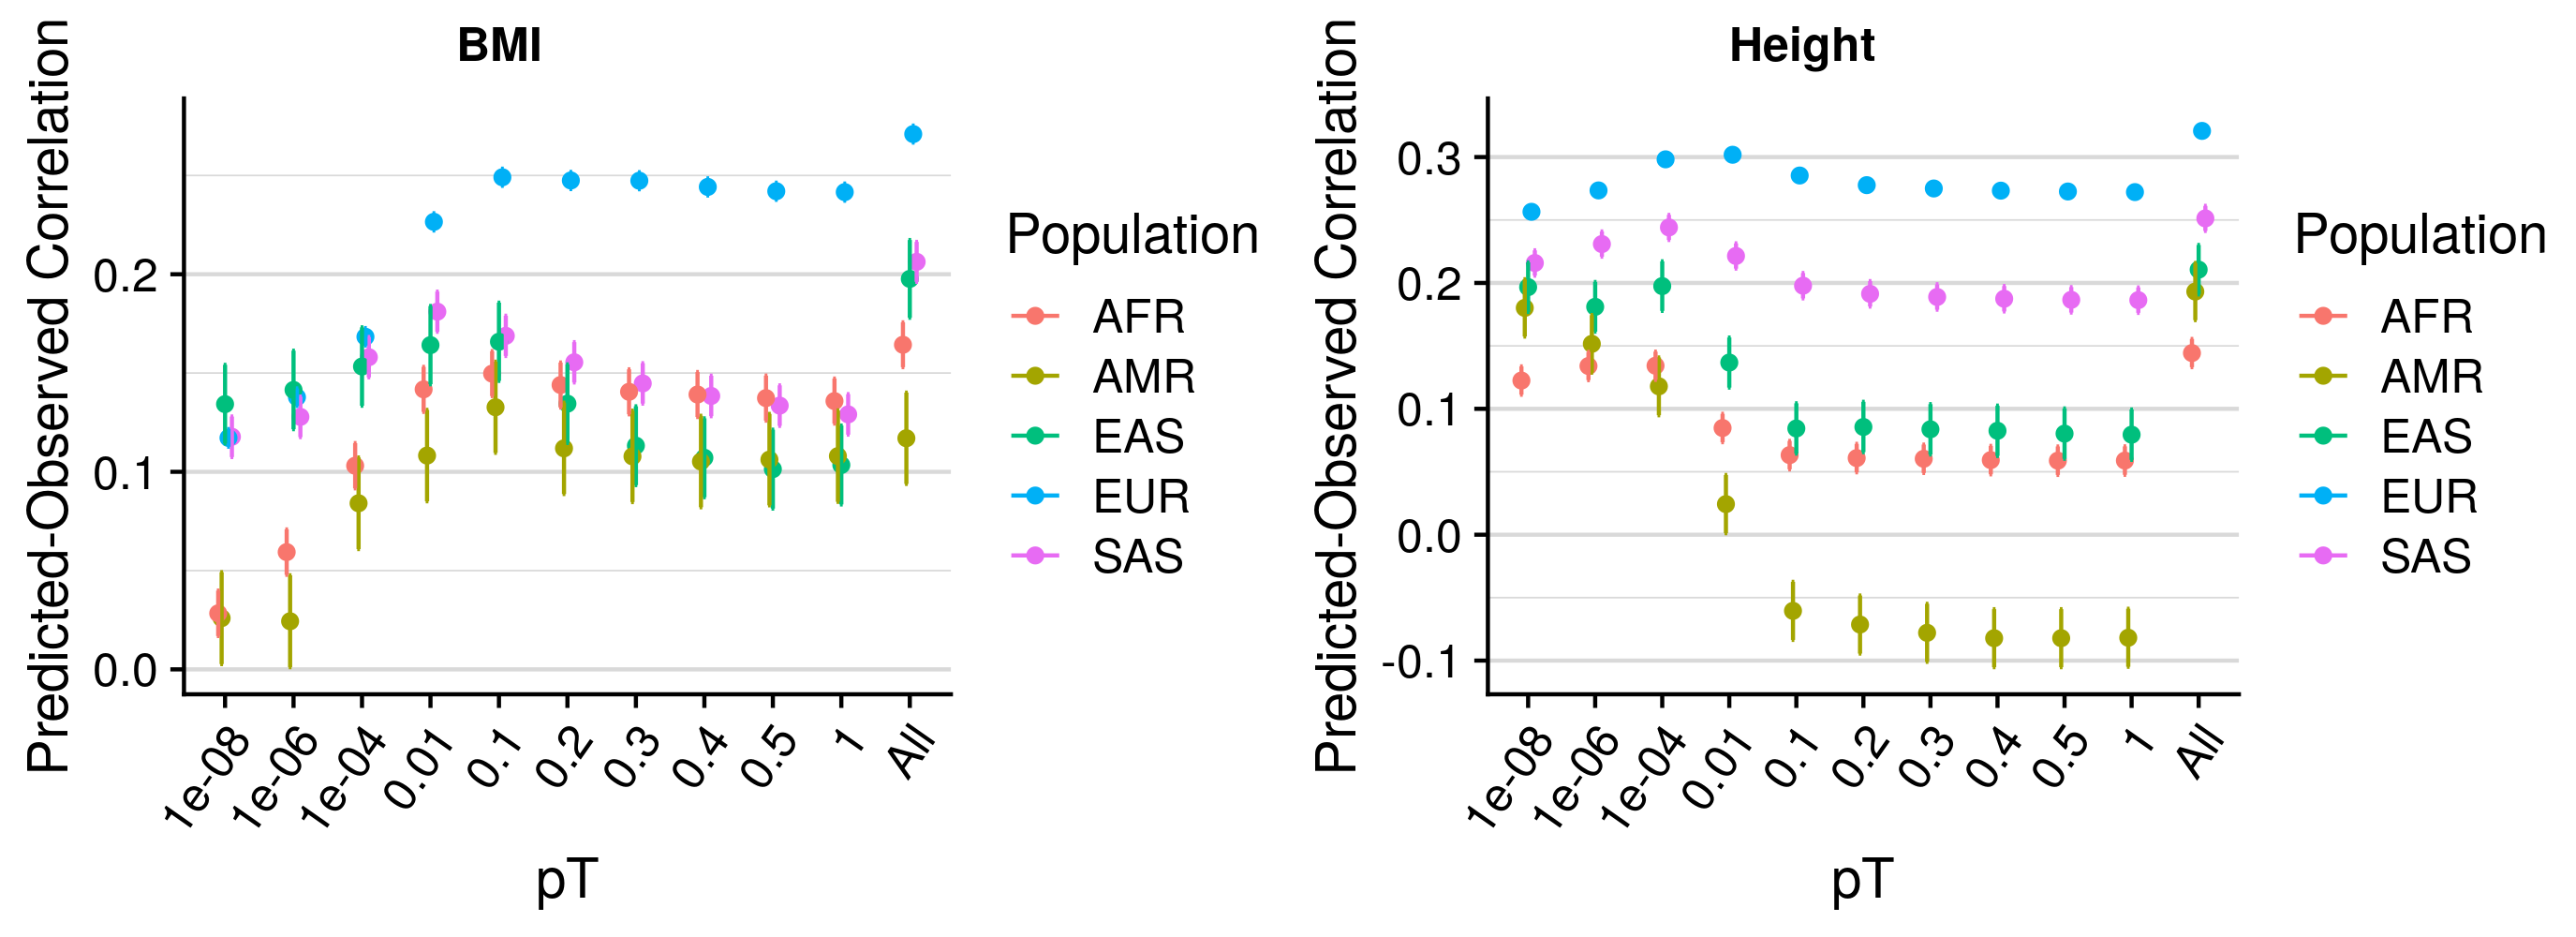 BMI
Predicted-Observed Correlation
0.2
0.1
0.0
1e-08
1e-06
1e-04
0.01
0.1
0.2
0.3
0.4
0.5
1
All
pT
Population
AFR
AMR
EAS
EUR
SAS
Height
Predicted-Observed Correlation
0.3
0.2
0.1
0.0
-0.1
1e-08
1e-06
1e-04
0.01
0.1
0.2
0.3
0.4
0.5
1
All
pT
Population
AFR
AMR
EAS
EUR
SAS